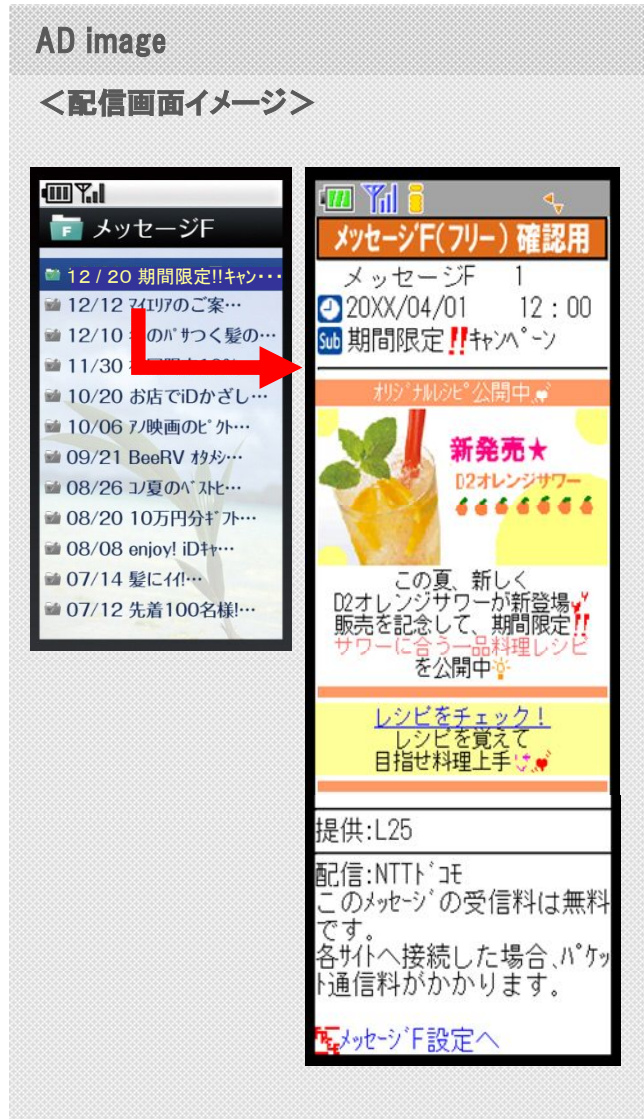 AD image
＜配信画面イメージ＞
メッセージF
12 / 20 期間限定!!ｷｬﾝ･･･
12/12 ﾏｲｴﾘｱのご案…
12/10
のﾊﾟｻつく髪の…
11/30
10/20 お店でiDかざし…
10/06 ｱﾉ映画のﾋﾟｸﾄ…
09/21 BeeRV ｵﾀﾒｼ…
08/26 ｺﾉ夏のﾍﾞｽﾄﾋ…
08/20 10万円分ｷﾞﾌﾄ…
08/08 enjoy! iDｷｬ…
07/14 髪にｲｲ!…
07/12 先着100名様!…
ﾒｯｾｰｼﾞF(ﾌﾘｰ) 確認用
メッセージF 1
20XX/04/01 12：00
Sub 期間限定!!ｷｬﾝﾍﾟｰﾝ
ｵﾘｼﾞﾅﾙﾚｼﾋﾟ公開中
新発売★
D2オレンジサワー
この夏、新しく
D2オレンジサワーが新登場
販売を記念して、期間限定!!
サワーに合う一品料理レシピ
を公開中
レシピをチェック！
レシピを覚えて
目指せ料理上手
提供:L25
配信:NTTﾄﾞｺﾓ
このﾒｯｾｰｼﾞの受信料は無料
です。
各ｻｲﾄへ接続した場合､ﾊﾟｹｯ
ﾄ通信料がかかります。
ﾒｯｾｰｼﾞF設定へ